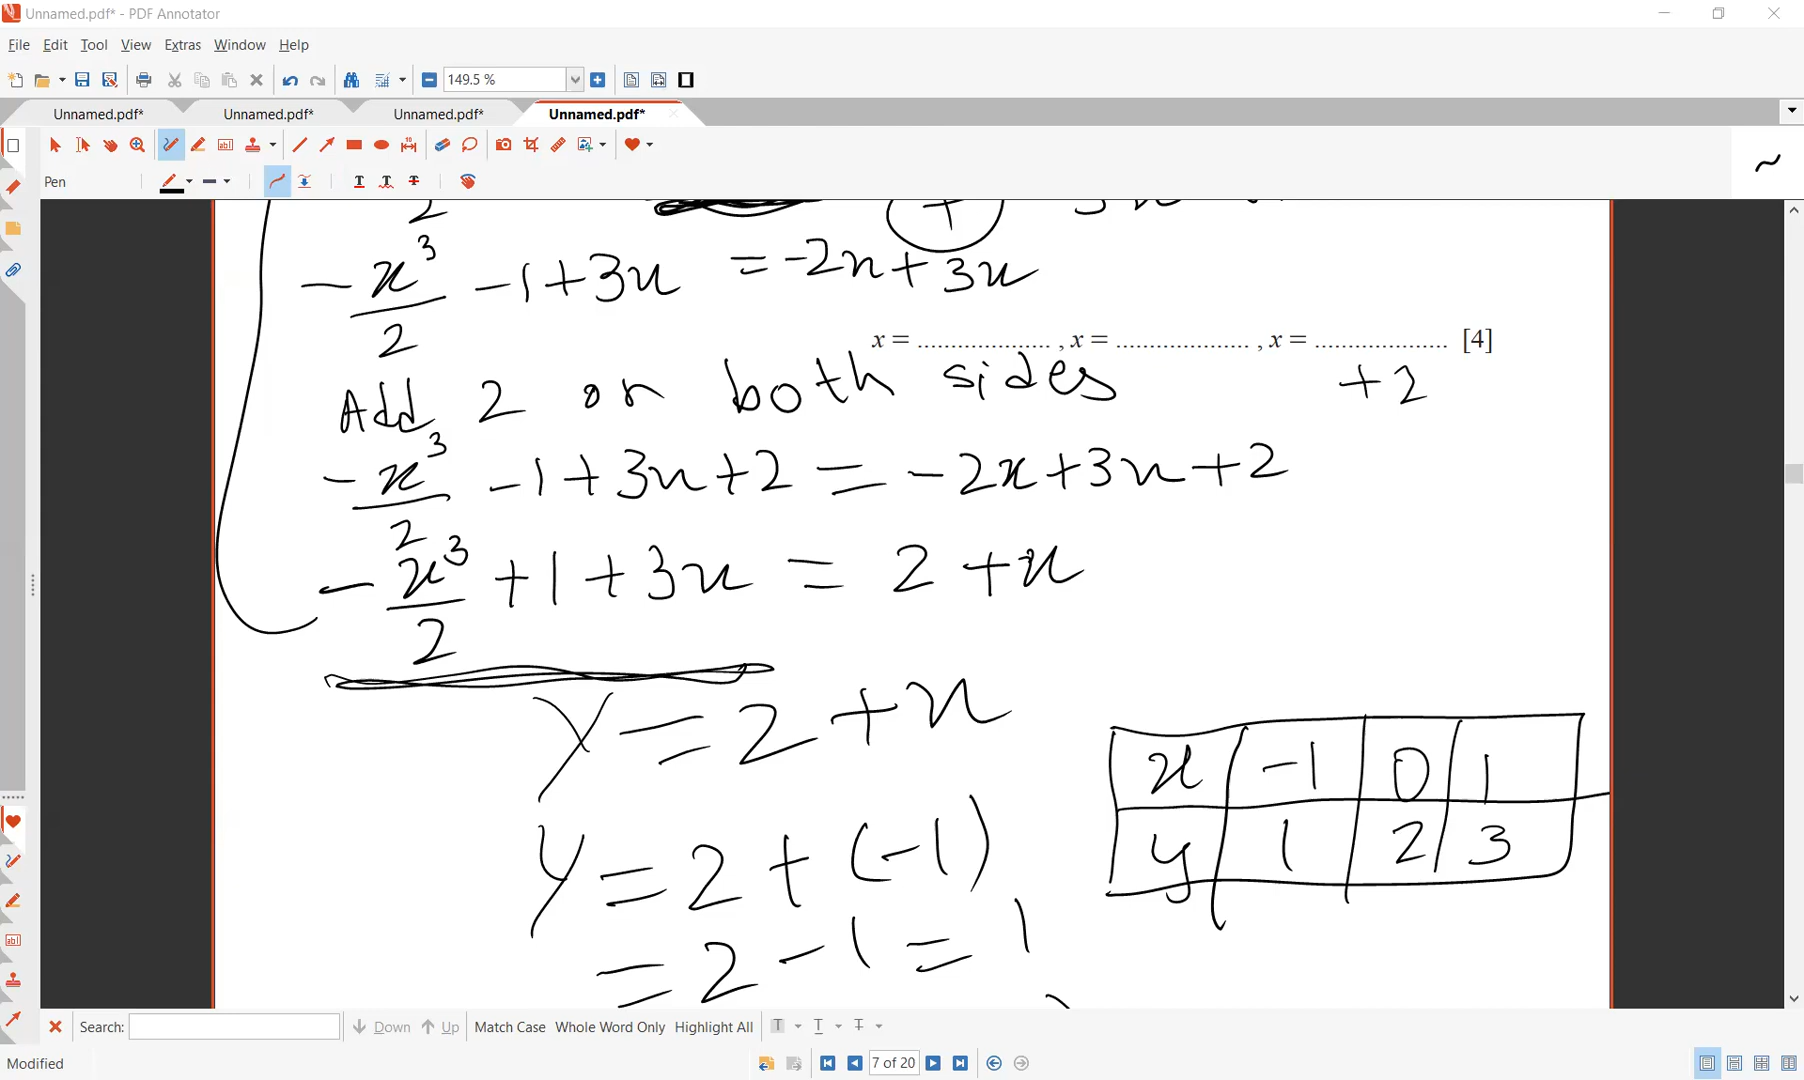 Unnamed.pdf* - PDF Annotator
File Edit Tool View Extras Window Help
149.5 %
Unnamed.pdf* Unnamed.pdf* Unnamed.pdf* Unnamed.pdf*
Pen
2
-x³/2 -1+3x = -2x+3x
x = .................... , x = .................... , x = .................... [4]
Add 2 on both sides +2
-x³/2 -1+3x+2 = -2x+3x+2
-x³/2 +1+3x = 2+x
Y = 2+x
x -1 0 1
y 1 2 3
y = 2+(-1)
= 2-1 = 1
Search: Down Up Match Case Whole Word Only Highlight All
Modified
7 of 20